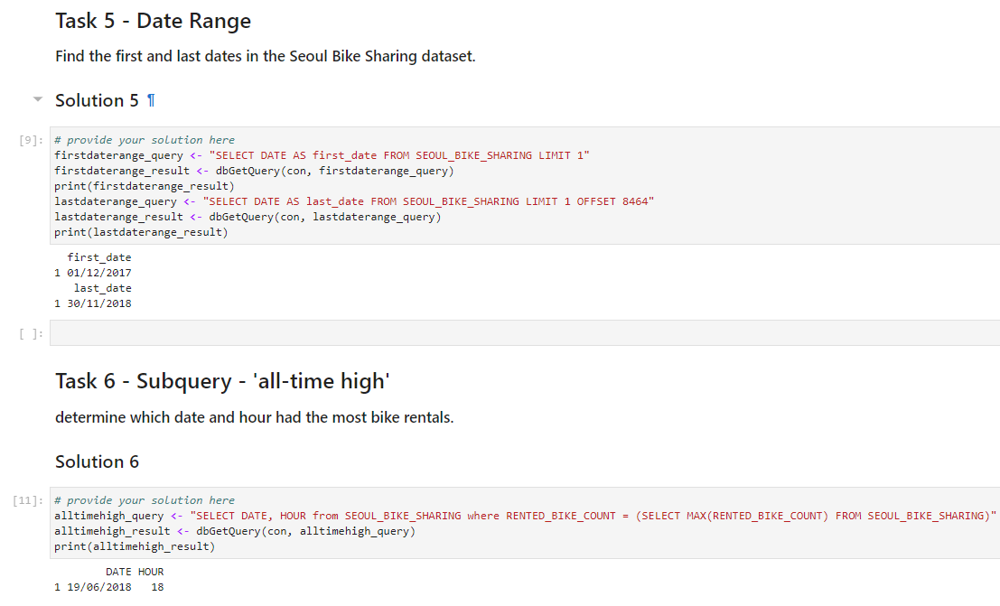 Task 5 - Date Range
Find the first and last dates in the Seoul Bike Sharing dataset.
Solution 5 ¶
[9]: # provide your solution here
firstdaterange_query <- "SELECT DATE AS first_date FROM SEOUL_BIKE_SHARING LIMIT 1"
firstdaterange_result <- dbGetQuery(con, firstdaterange_query)
print(firstdaterange_result)
lastdaterange_query <- "SELECT DATE AS last_date FROM SEOUL_BIKE_SHARING LIMIT 1 OFFSET 8464"
lastdaterange_result <- dbGetQuery(con, lastdaterange_query)
print(lastdaterange_result)
first_date
1 01/12/2017
last_date
1 30/11/2018
[ ]:
Task 6 - Subquery - 'all-time high'
determine which date and hour had the most bike rentals.
Solution 6
[11]: # provide your solution here
alltimehigh_query <- "SELECT DATE, HOUR from SEOUL_BIKE_SHARING where RENTED_BIKE_COUNT = (SELECT MAX(RENTED_BIKE_COUNT) FROM SEOUL_BIKE_SHARING)"
alltimehigh_result <- dbGetQuery(con, alltimehigh_query)
print(alltimehigh_result)
DATE HOUR
1 19/06/2018 18